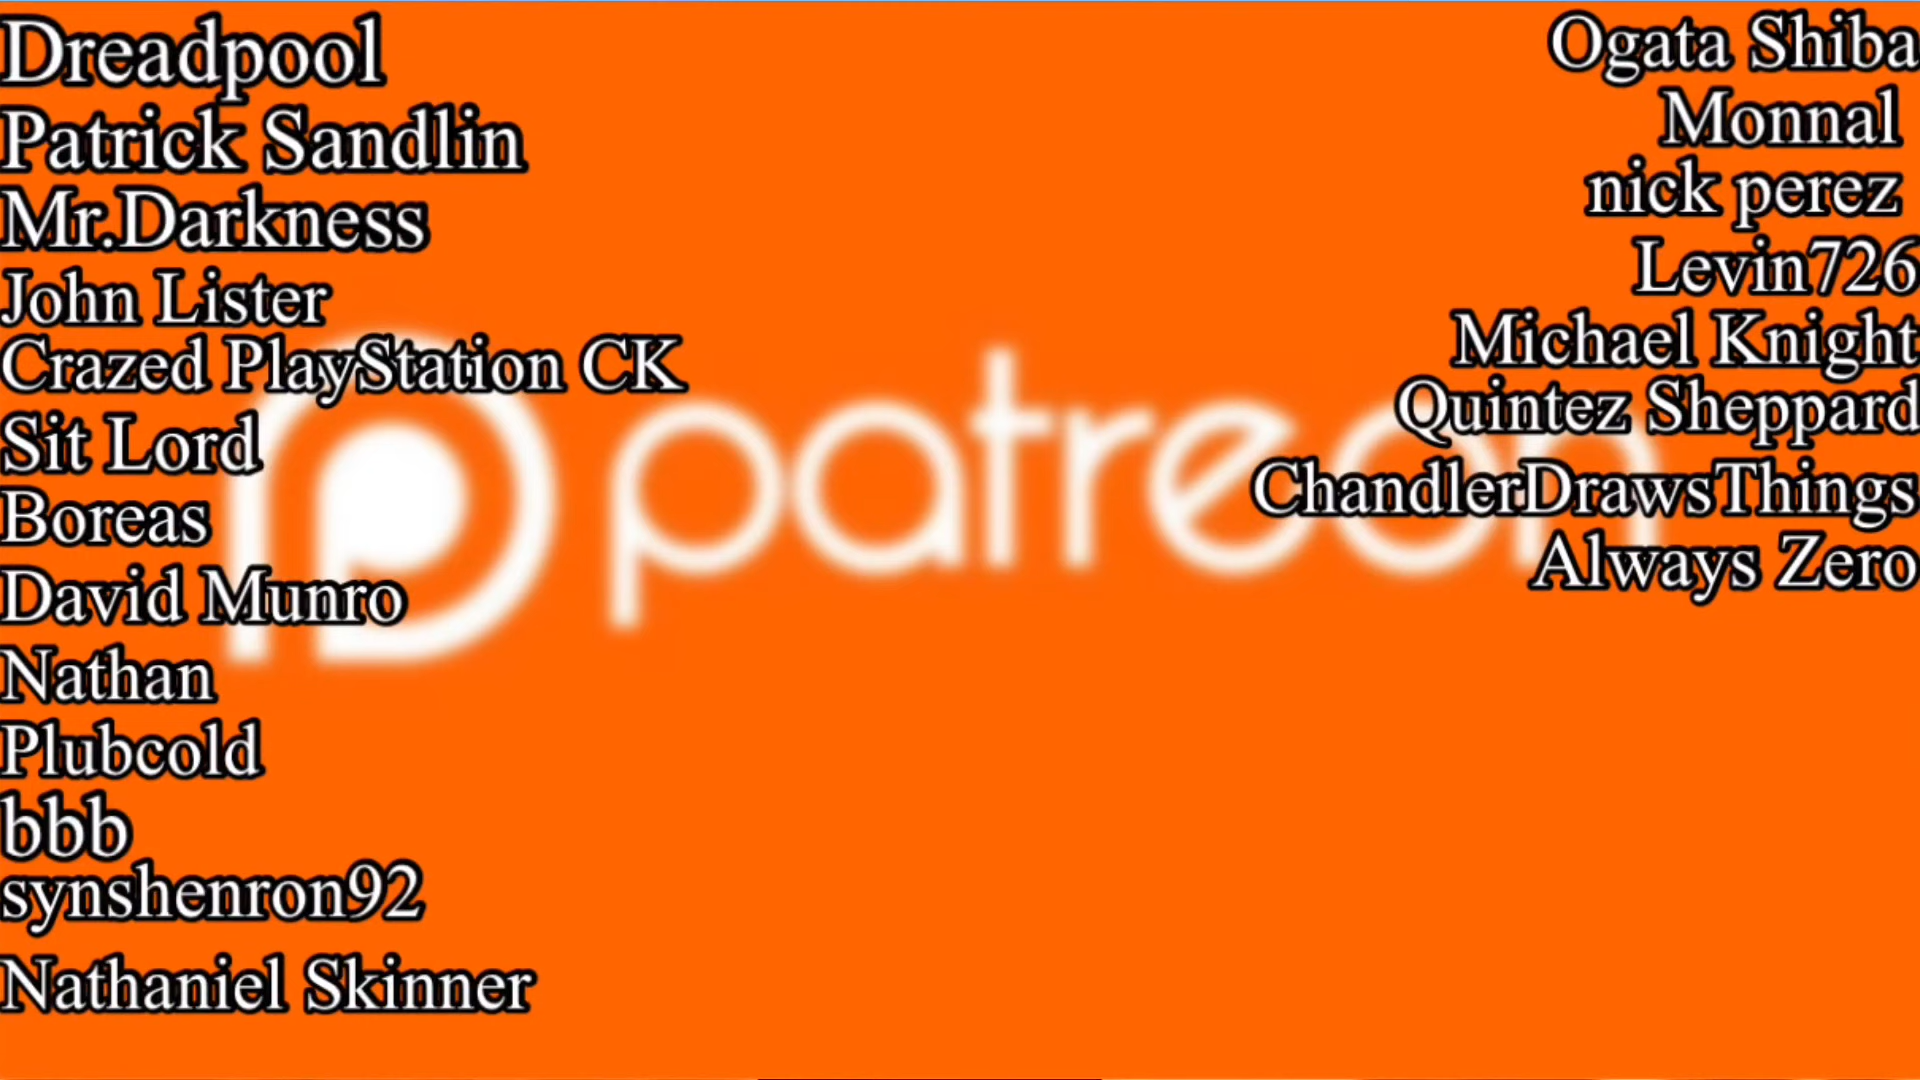 Dreadpool
Patrick Sandlin
Mr.Darkness
John Lister
Crazed PlayStation CK
Sit Lord
Boreas
David Munro
Nathan
Plubcold
bbb
synshenron92
Nathaniel Skinner
patreon
Ogata Shiba
Monnal
nick perez
Levin726
Michael Knight
Quintez Sheppard
ChandlerDrawsThings
Always Zero